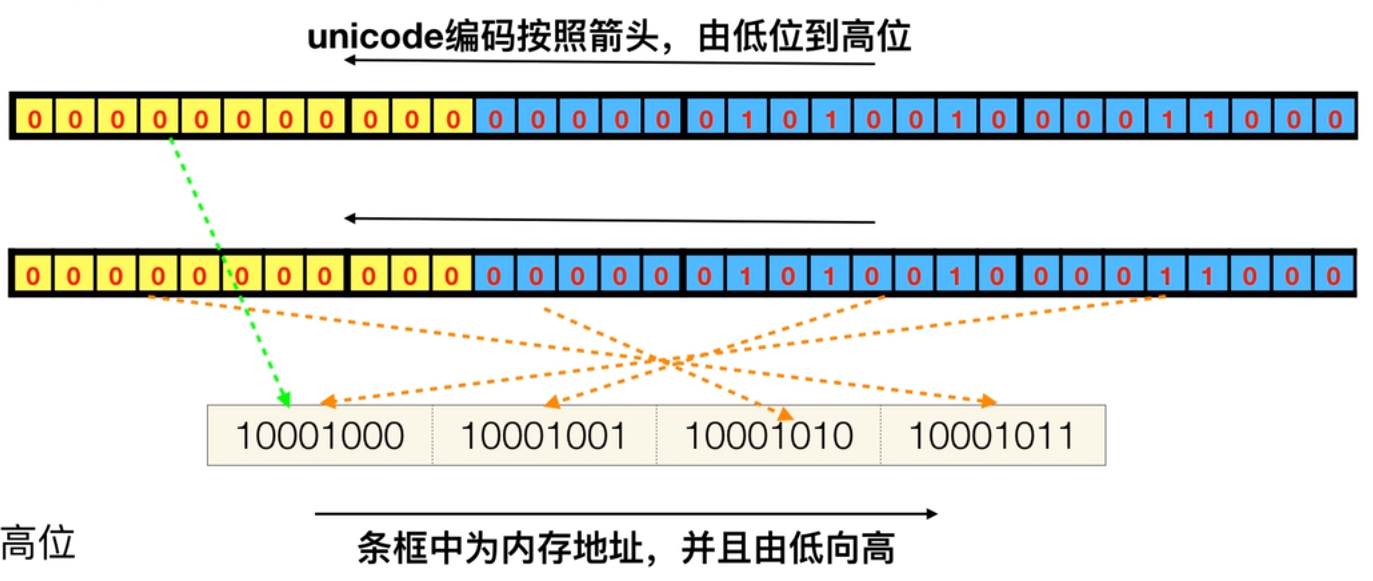 unicode编码按照箭头，由低位到高位
0 0 0 0 0 0 0 0 0 0 0 0 0 0 0 0 0 1 0 1 0 0 1 0 0 0 0 1 1 0 0 0
0 0 0 0 0 0 0 0 0 0 0 0 0 0 0 0 0 1 0 1 0 0 1 0 0 0 0 1 1 0 0 0
10001000 10001001 10001010 10001011
高位
条框中为内存地址，并且由低向高